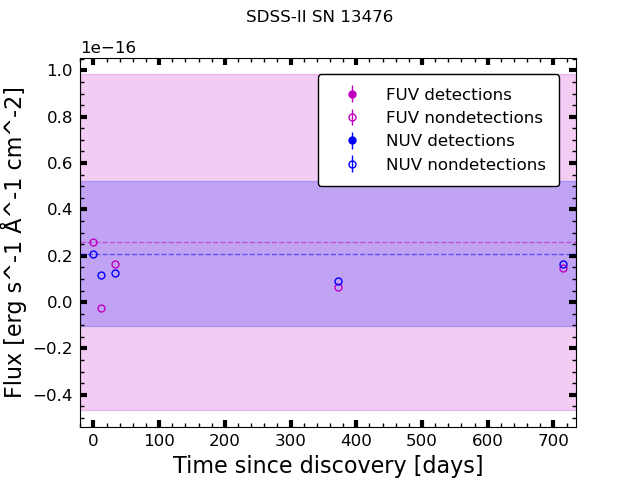 SDSS-II SN 13476
1e−16
1.0
0.8
0.6
0.4
0.2
0.0
−0.2
−0.4
Flux [erg s^-1 Å^-1 cm^-2]
FUV detections
FUV nondetections
NUV detections
NUV nondetections
0 100 200 300 400 500 600 700
Time since discovery [days]